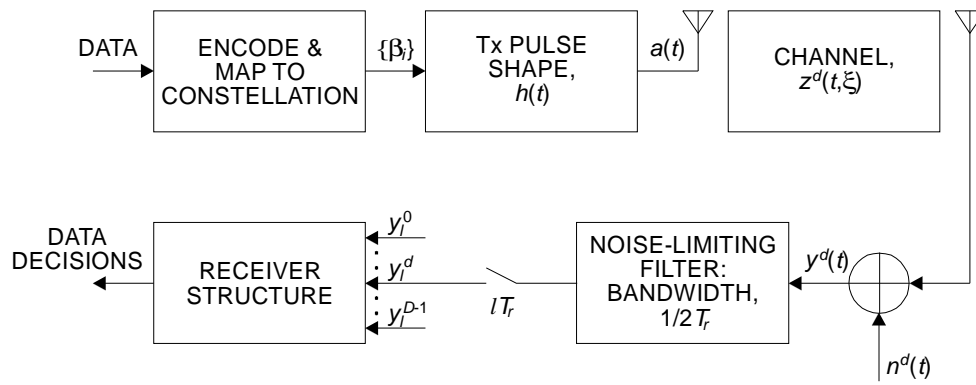 DATA
ENCODE &
MAP TO
CONSTELLATION
{βᵢ}
Tx PULSE
SHAPE,
h(t)
a(t)
CHANNEL,
zᵈ(t,ξ)
DATA
DECISIONS
RECEIVER
STRUCTURE
yₗ⁰
yₗᵈ
yₗᴰ⁻¹
lTᵣ
NOISE-LIMITING
FILTER:
BANDWIDTH,
1/2Tᵣ
yᵈ(t)
nᵈ(t)